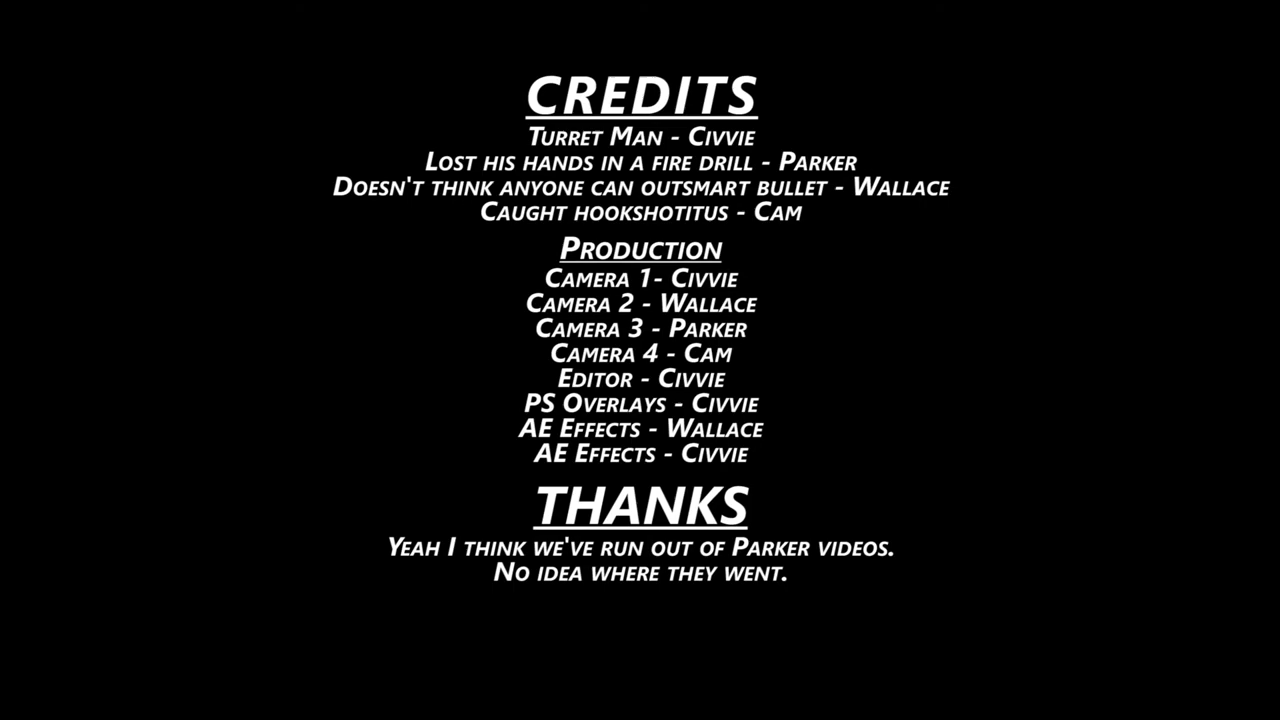 CREDITS
Turret Man - Civvie
Lost his hands in a fire drill - Parker
Doesn't think anyone can outsmart bullet - Wallace
Caught hookshotitus - Cam
Production
Camera 1- Civvie
Camera 2 - Wallace
Camera 3 - Parker
Camera 4 - Cam
Editor - Civvie
PS Overlays - Civvie
AE Effects - Wallace
AE Effects - Civvie
THANKS
Yeah I think we've run out of Parker videos.
No idea where they went.